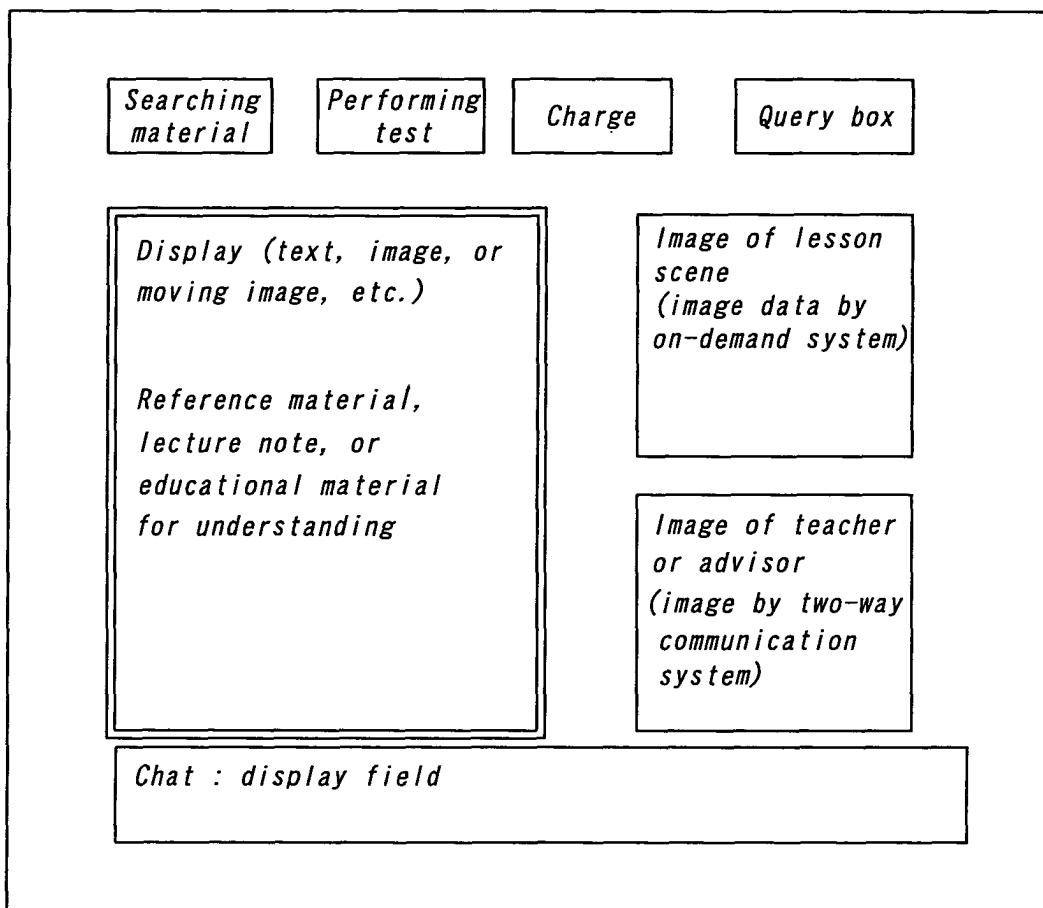 Searching
material
Performing
test
Charge
Query box
Display (text, image, or
moving image, etc.)
Reference material,
lecture note, or
educational material
for understanding
Image of lesson
scene
(image data by
on-demand system)
Image of teacher
or advisor
(image by two-way
communication
system)
Chat : display field